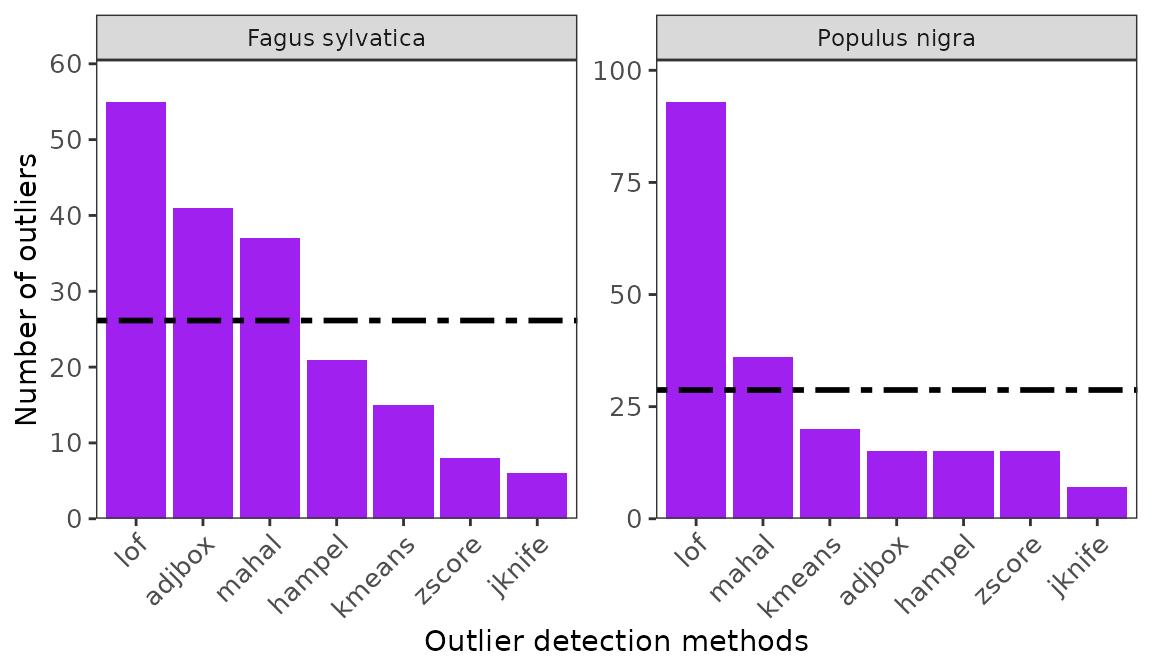 Fagus sylvatica
Populus nigra
Number of outliers
60
50
40
30
20
10
0
100
75
50
25
0
lof
adjbox
mahal
hampel
kmeans
zscore
jknife
lof
mahal
kmeans
adjbox
hampel
zscore
jknife
Outlier detection methods